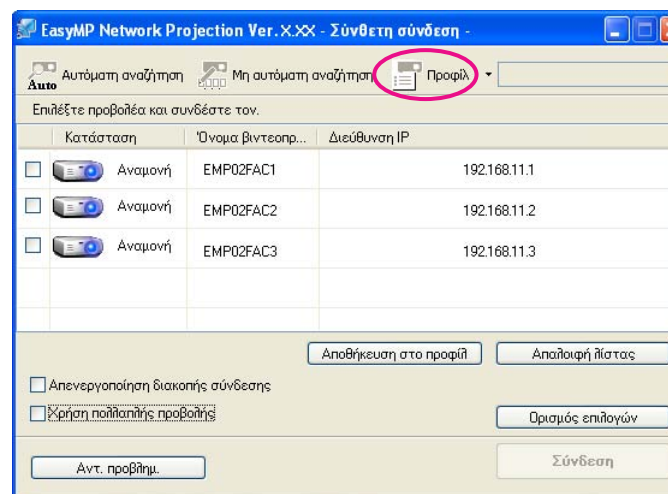 EasyMP Network Projection Ver.X.XX - Σύνθετη σύνδεση -
Auto Αυτόματη αναζήτηση Μη αυτόματη αναζήτηση Προφίλ
Επιλέξτε προβολέα και συνδέστε τον.
Κατάσταση Όνομα βιντεοπρ... Διεύθυνση IP
Αναμονή EMP02FAC1 192.168.11.1
Αναμονή EMP02FAC2 192.168.11.2
Αναμονή EMP02FAC3 192.168.11.3
Αποθήκευση στο προφίλ Απαλοιφή λίστας
Απενεργοποίηση διακοπής σύνδεσης
Χρήση πολλαπλής προβολής Ορισμός επιλογών
Αντ. προβλημ. Σύνδεση